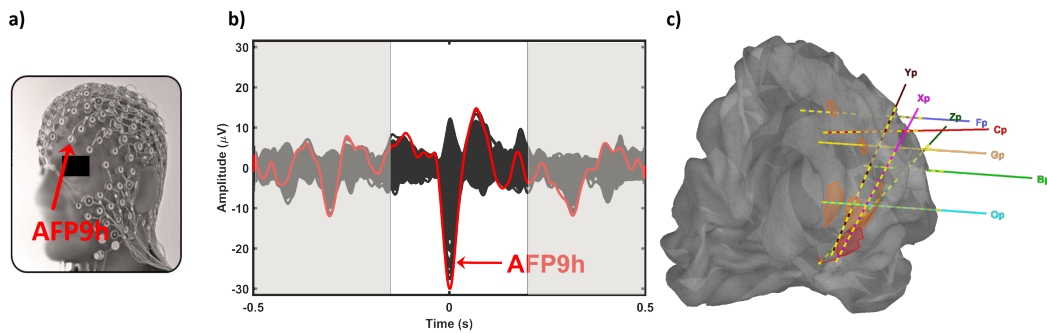 a)
AFP9h
b)
Amplitude (μV)
30
20
10
0
-10
-20
-30
-0.5
0
0.5
Time (s)
AFP9h
c)
Yp
Xp
Zp
Fp
Cp
Gp
Bp
Op